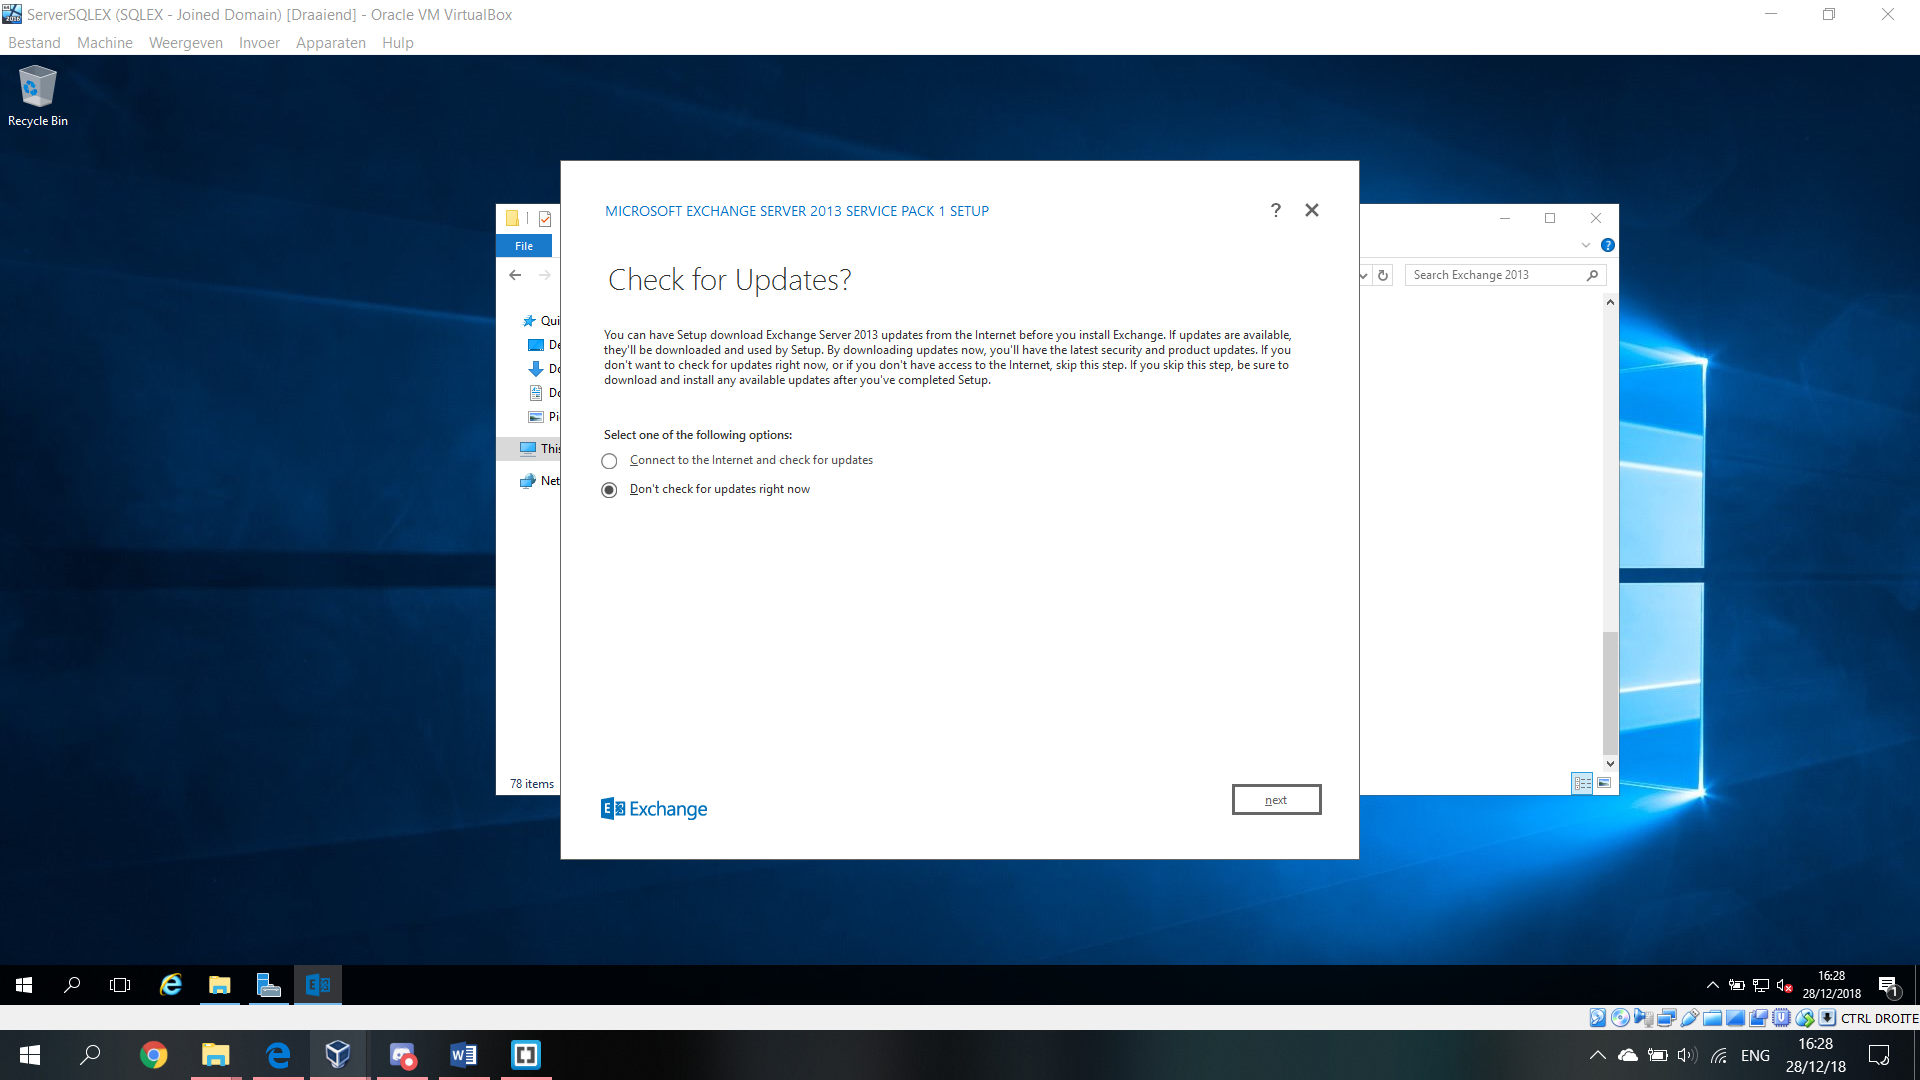 ServerSQLEX (SQLEX - Joined Domain) [Draaiend] - Oracle VM VirtualBox
Bestand Machine Weergeven Invoer Apparaten Hulp
Recycle Bin
MICROSOFT EXCHANGE SERVER 2013 SERVICE PACK 1 SETUP
? ✕
File
Search Exchange 2013
Check for Updates?
You can have Setup download Exchange Server 2013 updates from the Internet before you install Exchange. If updates are available,
they'll be downloaded and used by Setup. By downloading updates now, you'll have the latest security and product updates. If you
don't want to check for updates right now, or if you don't have access to the Internet, skip this step. If you skip this step, be sure to
download and install any available updates after you've completed Setup.
Qui
De
Do
Do
Pi
This
Net
Select one of the following options:
Connect to the Internet and check for updates
Don't check for updates right now
78 items
Exchange
next
16:28
28/12/2018
1
CTRL DROITE
ENG
16:28
28/12/18